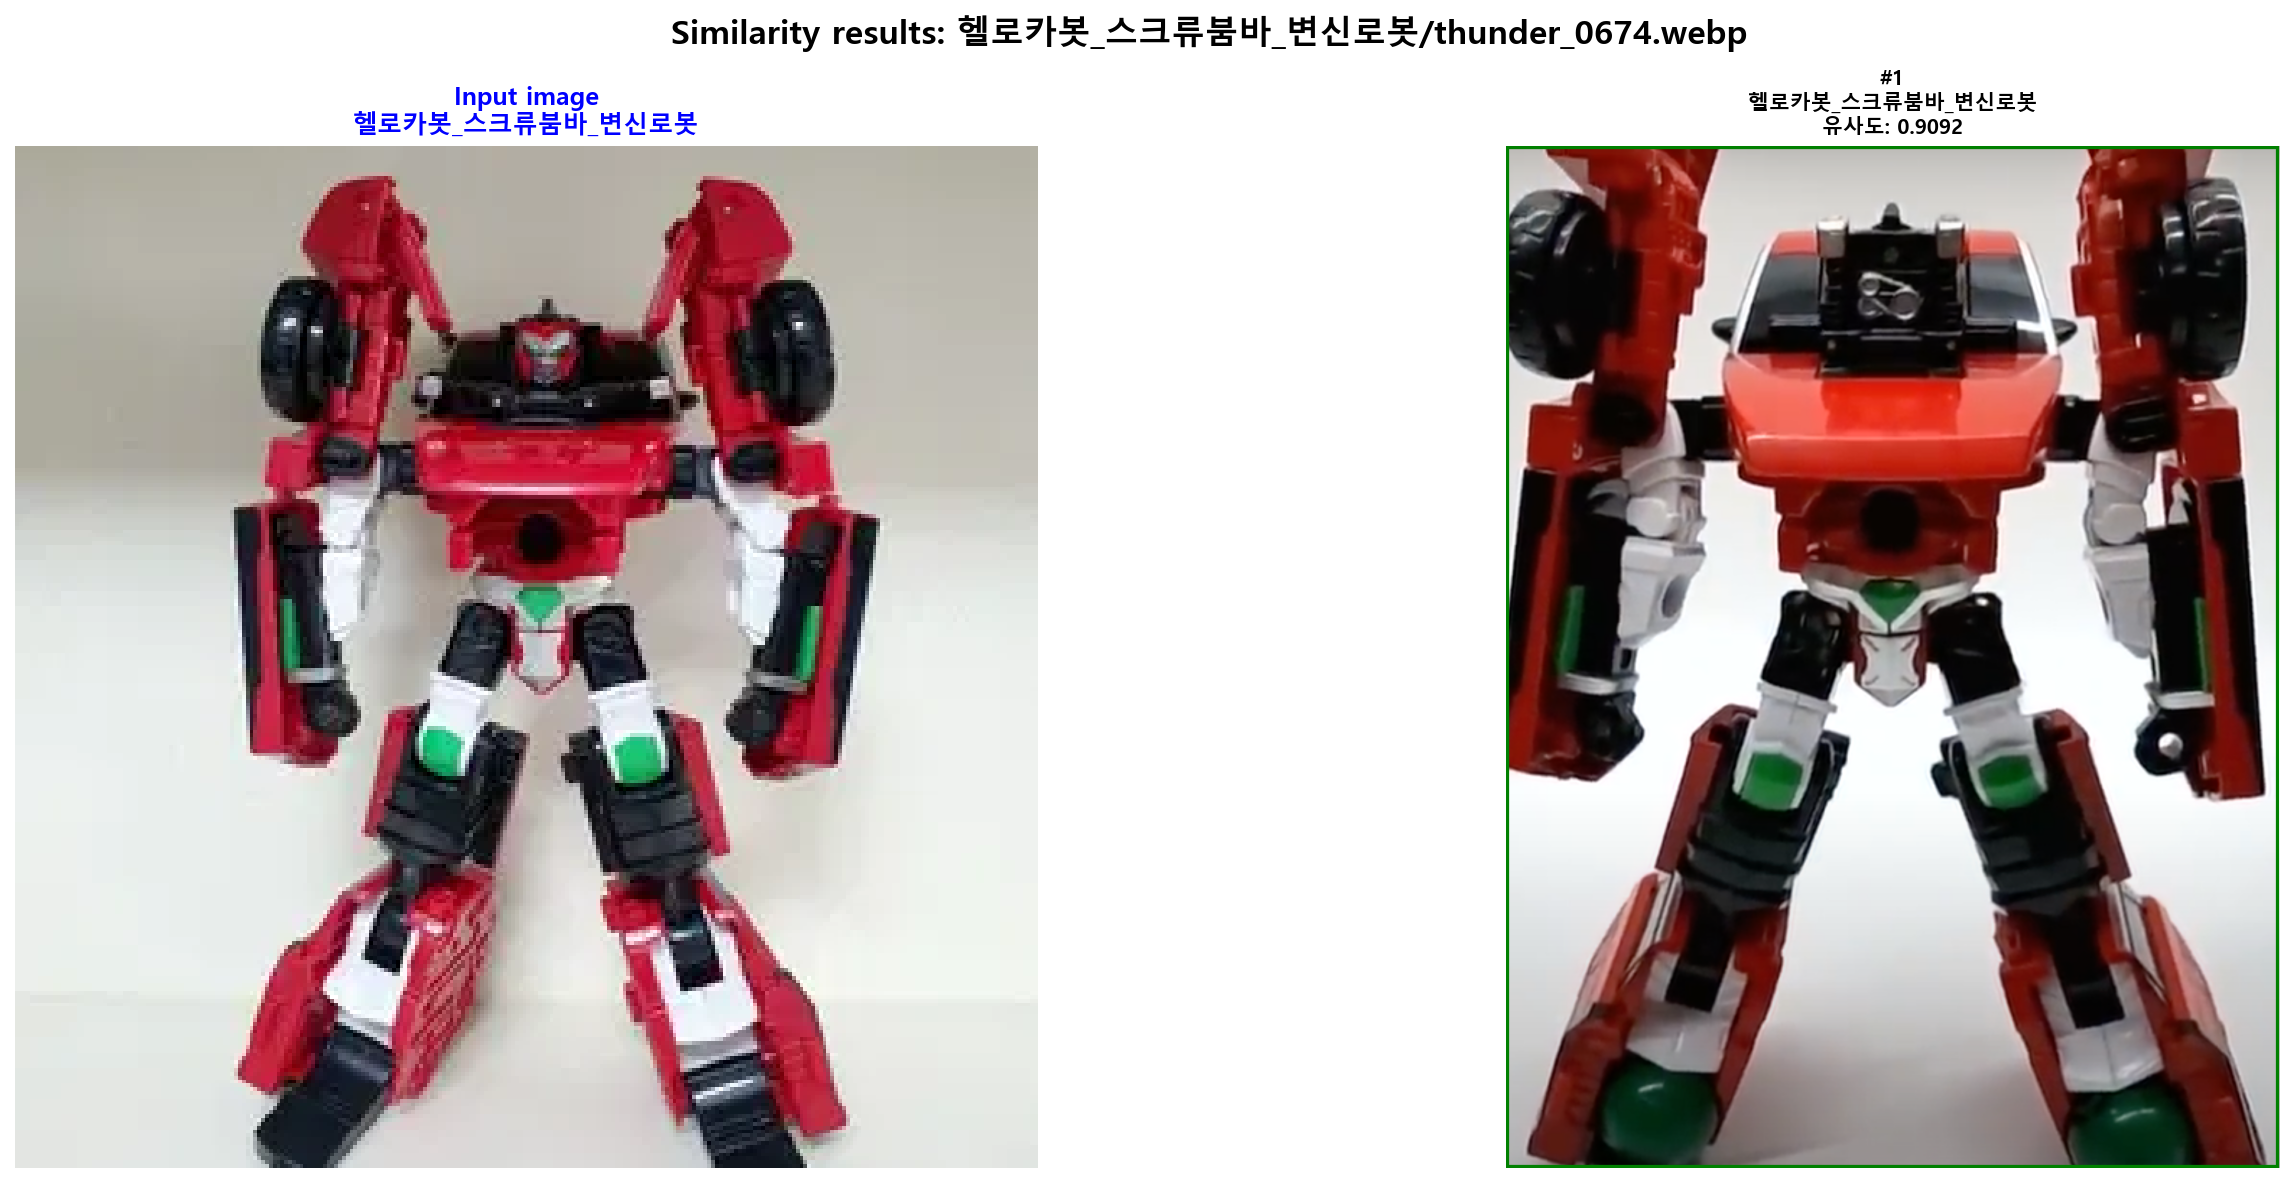 Similarity results: 헬로카봇_스크류붐바_변신로봇/thunder_0674.webp
Input image
헬로카봇_스크류붐바_변신로봇
#1
헬로카봇_스크류붐바_변신로봇
유사도: 0.9092